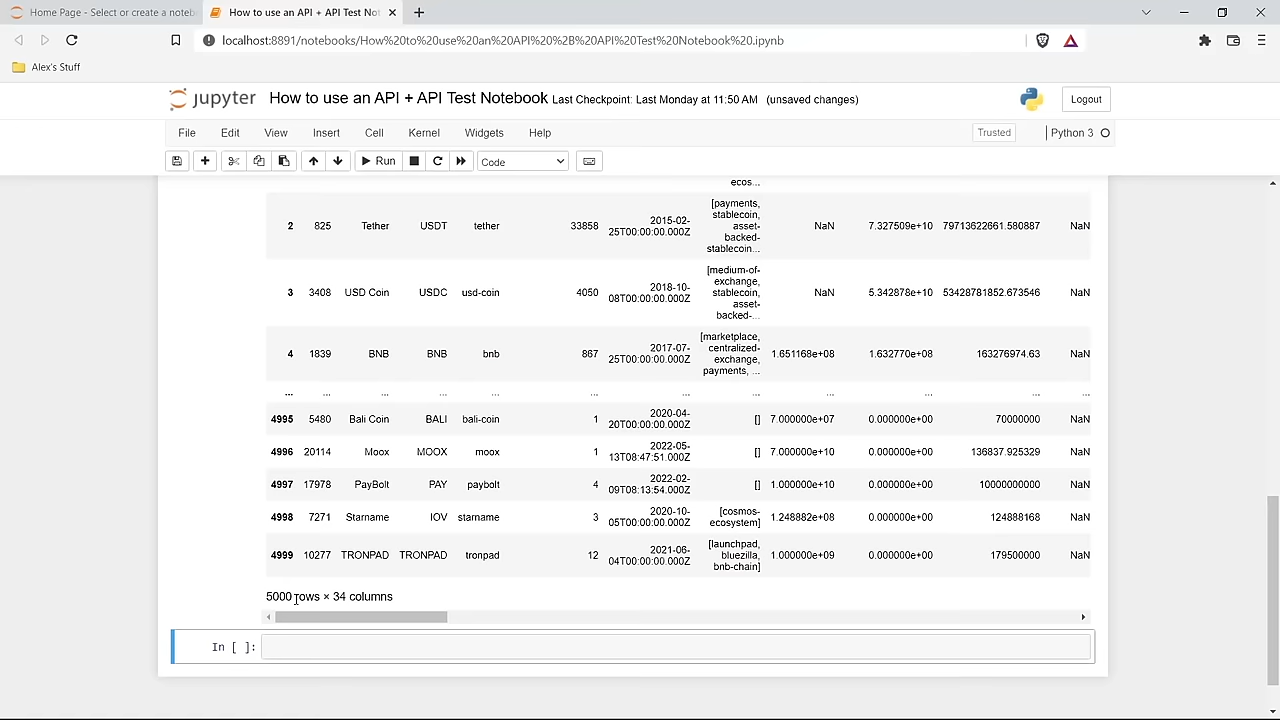 Home Page - Select or create a noteb
How to use an API + API Test Not
localhost:8891/notebooks/How%20to%20use%20an%20API%20%2B%20API%20Test%20Notebook%20.ipynb
Alex's Stuff
jupyter How to use an API + API Test Notebook Last Checkpoint: Last Monday at 11:50 AM (unsaved changes)
Logout
File Edit View Insert Cell Kernel Widgets Help
Trusted
Python 3
Run
Code
ecos...
2 825 Tether USDT tether 33858 2015-02-25T00:00:00.000Z [payments, stablecoin, asset-backed-stablecoin... NaN 7.327509e+10 79713622661.580887 NaN
3 3408 USD Coin USDC usd-coin 4050 2018-10-08T00:00:00.000Z [medium-of-exchange, stablecoin, asset-backed-... NaN 5.342878e+10 53428781852.673546 NaN
4 1839 BNB BNB bnb 867 2017-07-25T00:00:00.000Z [marketplace, centralized-exchange, payments, ... 1.651168e+08 1.632770e+08 163276974.63 NaN
... ... ... ... ... ... ... ... ... ... ... ...
4995 5480 Bali Coin BALI bali-coin 1 2020-04-20T00:00:00.000Z [] 7.000000e+07 0.000000e+00 70000000 NaN
4996 20114 Moox MOOX moox 1 2022-05-13T08:47:51.000Z [] 7.000000e+10 0.000000e+00 136837.925329 NaN
4997 17978 PayBolt PAY paybolt 4 2022-02-09T08:13:54.000Z [] 1.000000e+10 0.000000e+00 10000000000 NaN
4998 7271 Starname IOV starname 3 2020-10-05T00:00:00.000Z [cosmos-ecosystem] 1.248882e+08 0.000000e+00 124888168 NaN
4999 10277 TRONPAD TRONPAD tronpad 12 2021-06-04T00:00:00.000Z [launchpad, bluezilla, bnb-chain] 1.000000e+09 0.000000e+00 179500000 NaN
5000 rows × 34 columns
In [ ]: